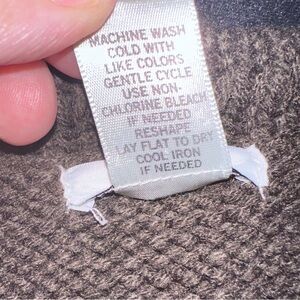 MACHINE WASH
COLD WITH
LIKE COLORS
GENTLE CYCLE
USE NON-
CHLORINE BLEACH
IF NEEDED
RESHAPE
LAY FLAT TO DRY
COOL IRON
IF NEEDED